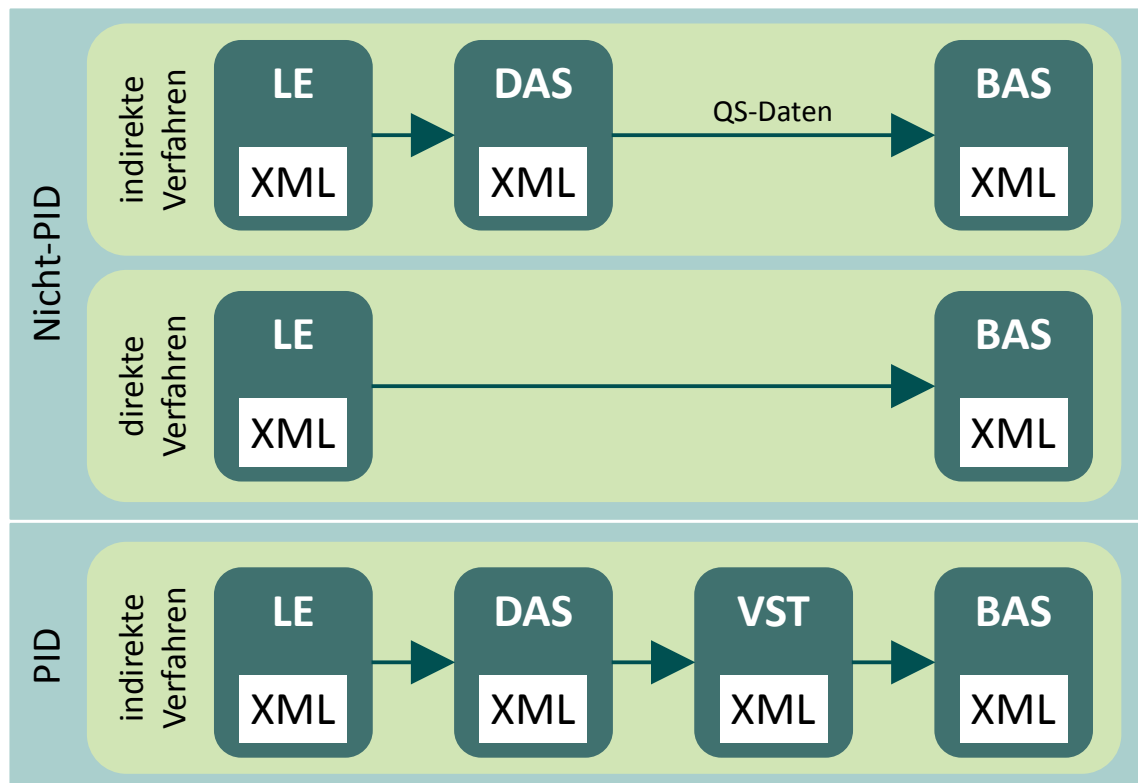 Nicht-PID
indirekte
Verfahren
LE
XML
DAS
XML
QS-Daten
BAS
XML
direkte
Verfahren
LE
XML
BAS
XML
PID
indirekte
Verfahren
LE
XML
DAS
XML
VST
XML
BAS
XML